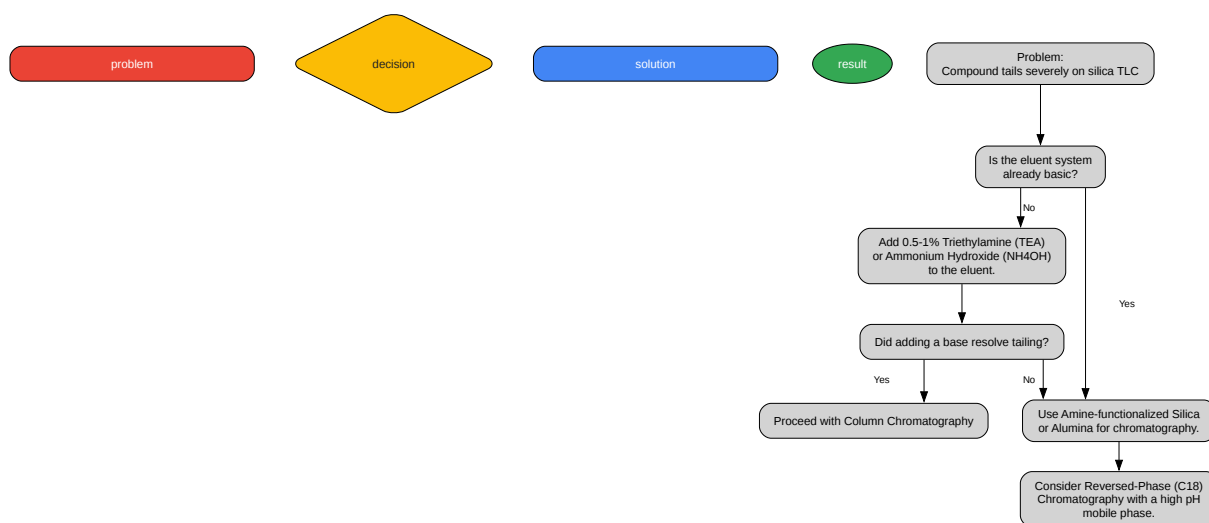 problem
decision
solution
result
Problem:
Compound tails severely on silica TLC
Is the eluent system
already basic?
No
Add 0.5-1% Triethylamine (TEA)
or Ammonium Hydroxide (NH4OH)
to the eluent.
Yes
Did adding a base resolve tailing?
Yes
No
Proceed with Column Chromatography
Use Amine-functionalized Silica
or Alumina for chromatography.
Consider Reversed-Phase (C18)
Chromatography with a high pH
mobile phase.